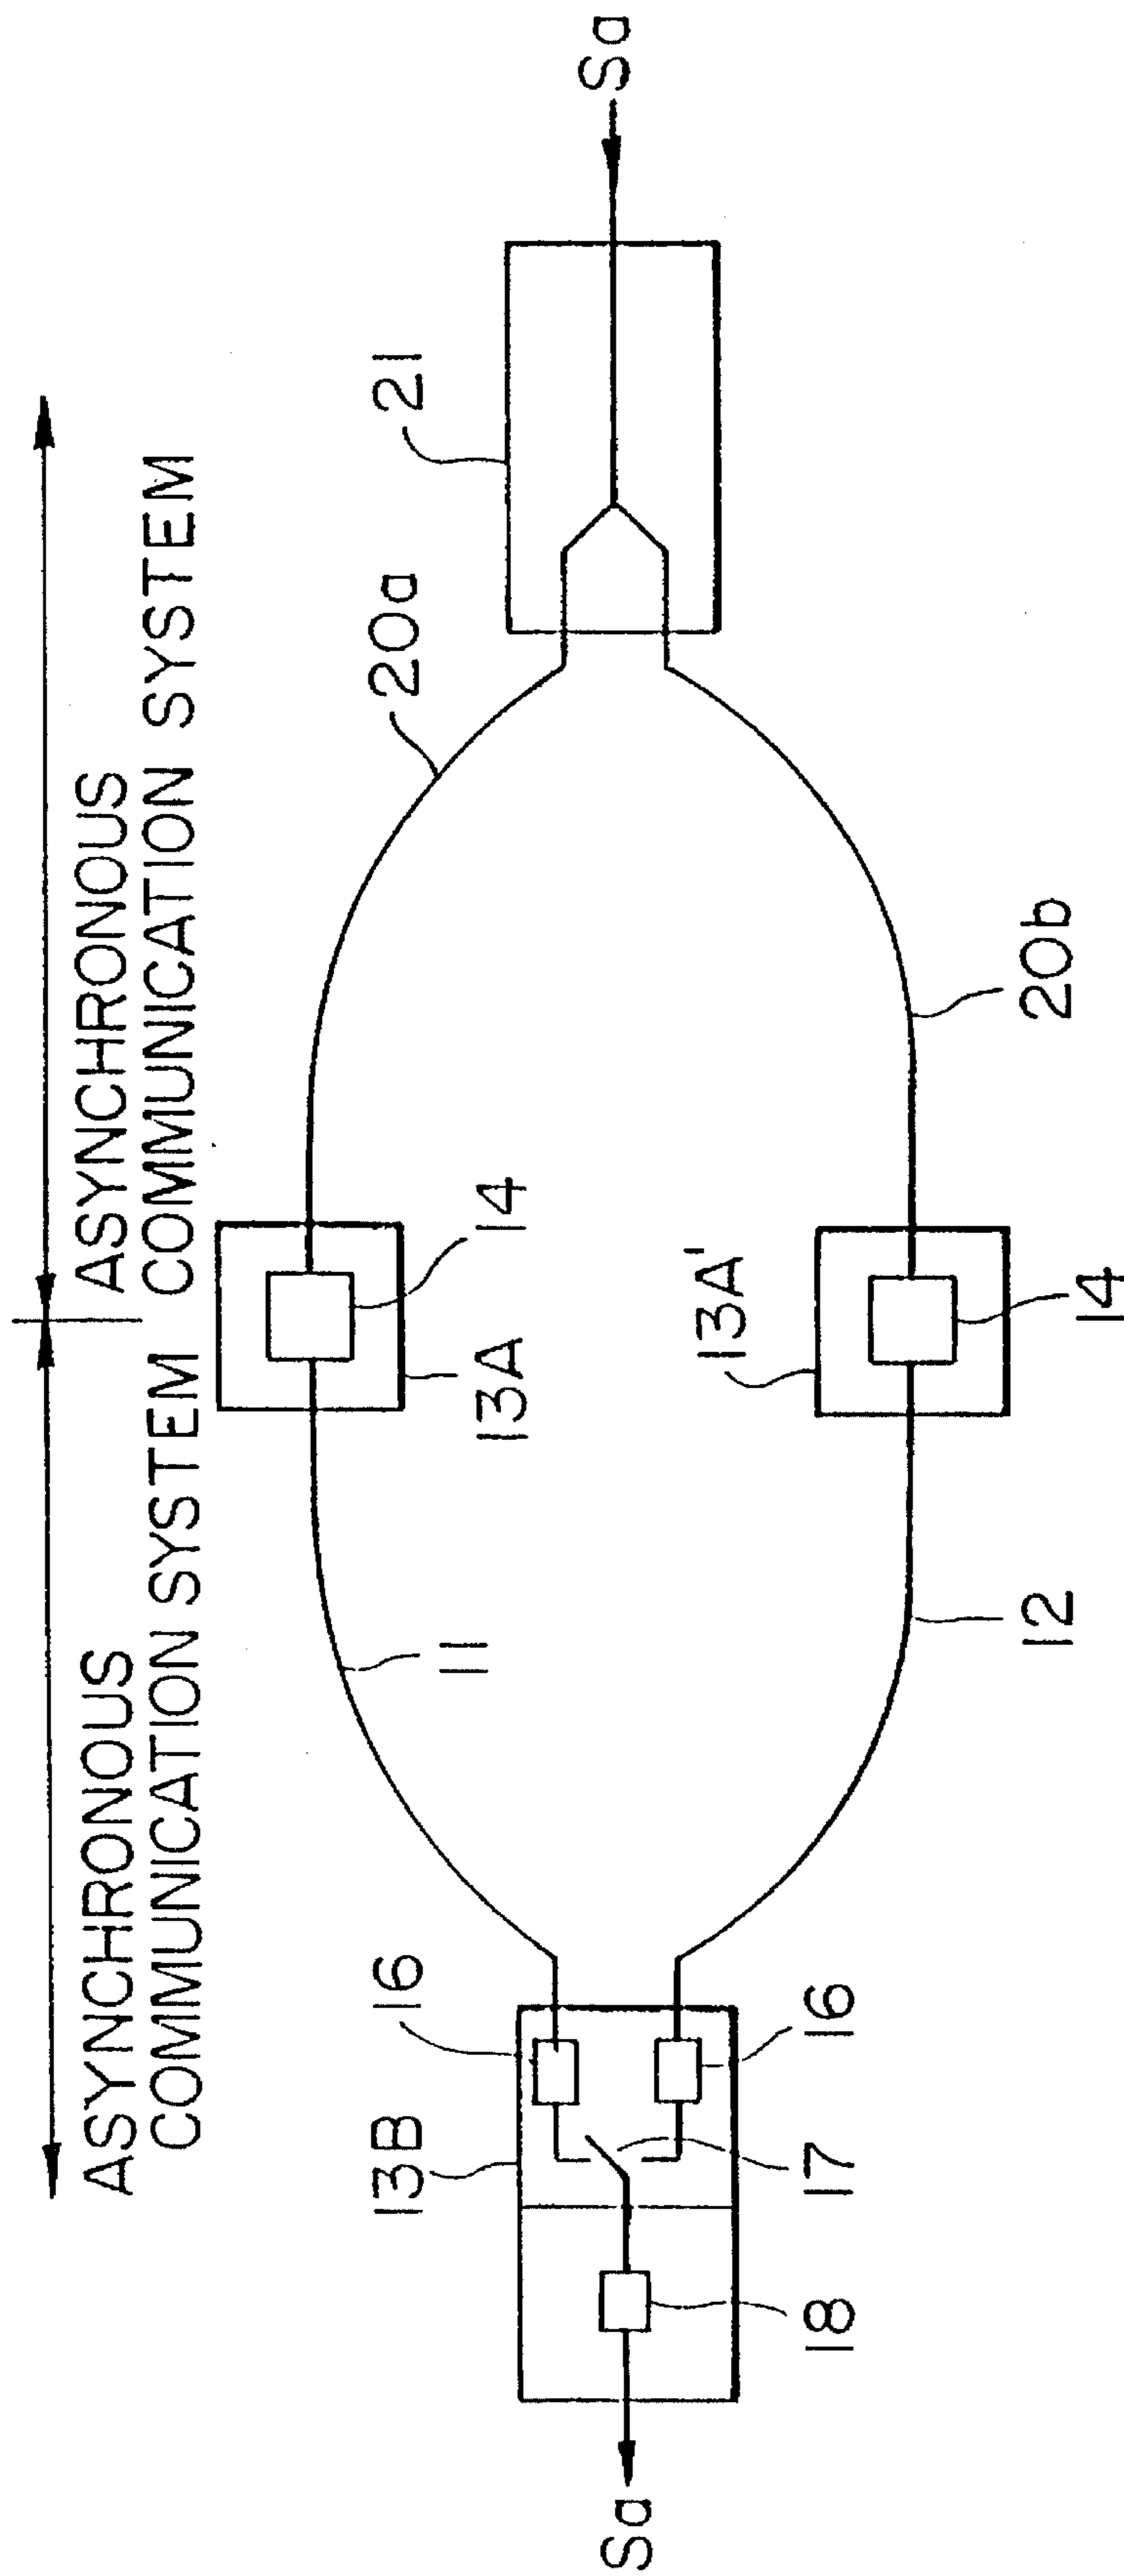 ASYNCHRONOUS
COMMUNICATION SYSTEM
ASYNCHRONOUS
COMMUNICATION SYSTEM
Sa
18
13B
17
16
16
11
12
13A
14
13A'
14
20a
20b
21
Sa